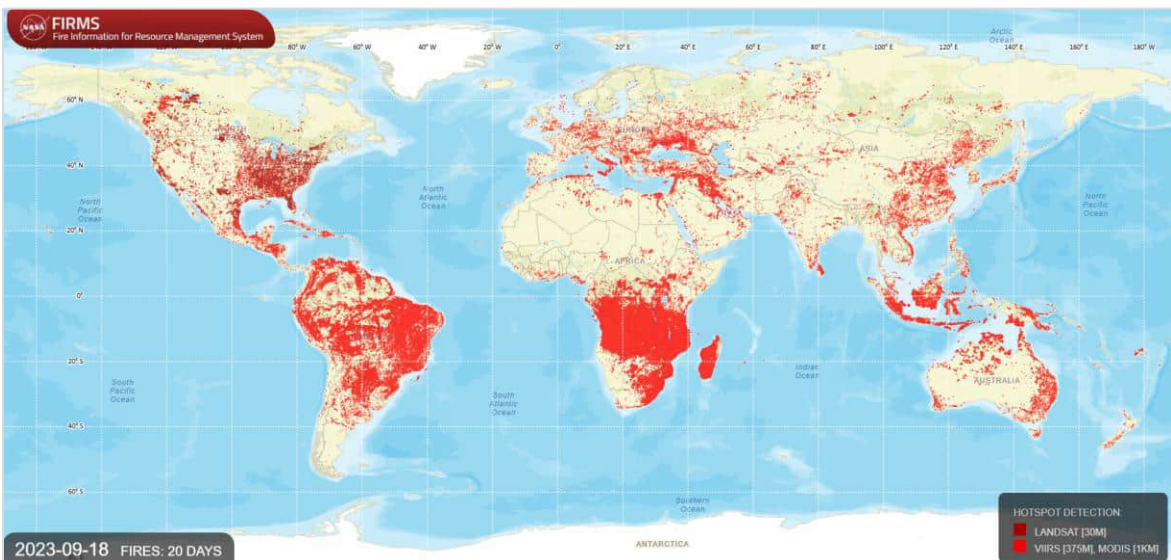 NASA
FIRMS
Fire Information for Resource Management System
80° W 60° W 40° W 20° W 0° 20° E 40° E 60° E 80° E 100° E 120° E 140° E 160° E 180° W
Arctic
Ocean
60° N
EUROPE
ASIA
40° N
North
Pacific
Ocean
North
Atlantic
Ocean
North
Pacific
Ocean
20° N
AFRICA
0°
20° S
South
Pacific
Ocean
South
Atlantic
Ocean
Indian
Ocean
AUSTRALIA
40° S
60° S
Southern
Ocean
ANTARCTICA
2023-09-18 FIRES: 20 DAYS
HOTSPOT DETECTION:
LANDSAT [30M]
VIIRS [375M], MODIS [1KM]